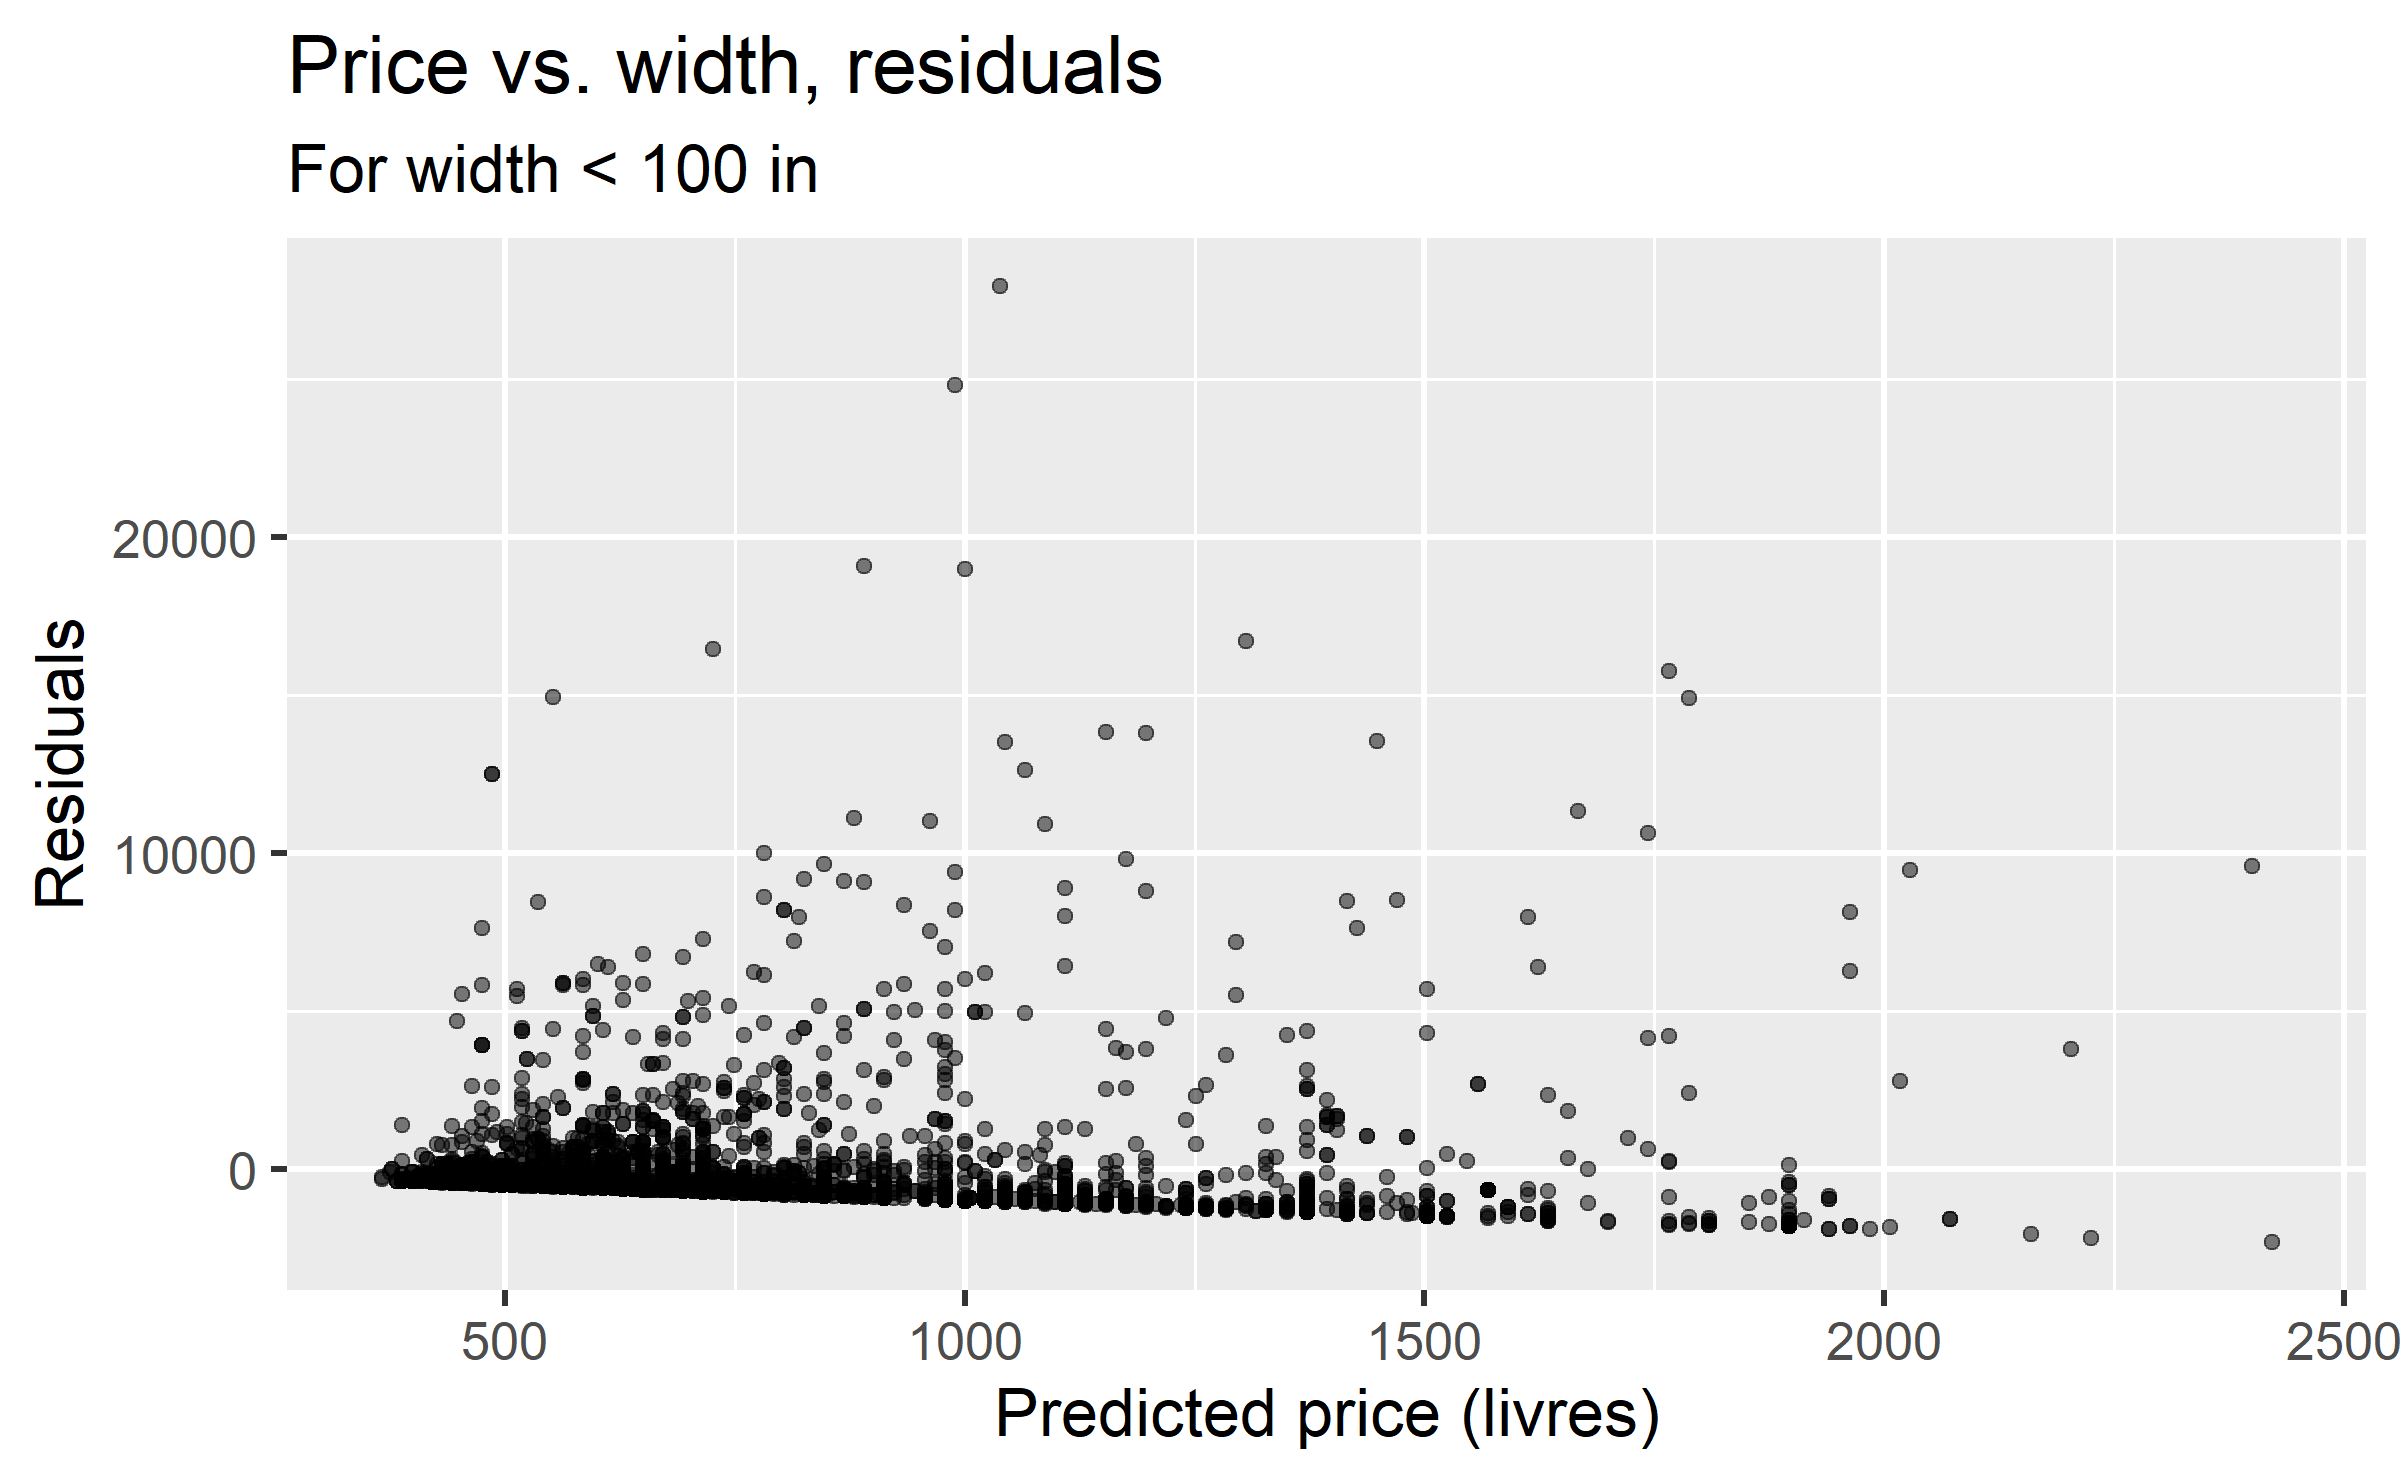 Price vs. width, residuals
For width < 100 in
Residuals
20000
10000
0
500 1000 1500 2000 2500
Predicted price (livres)